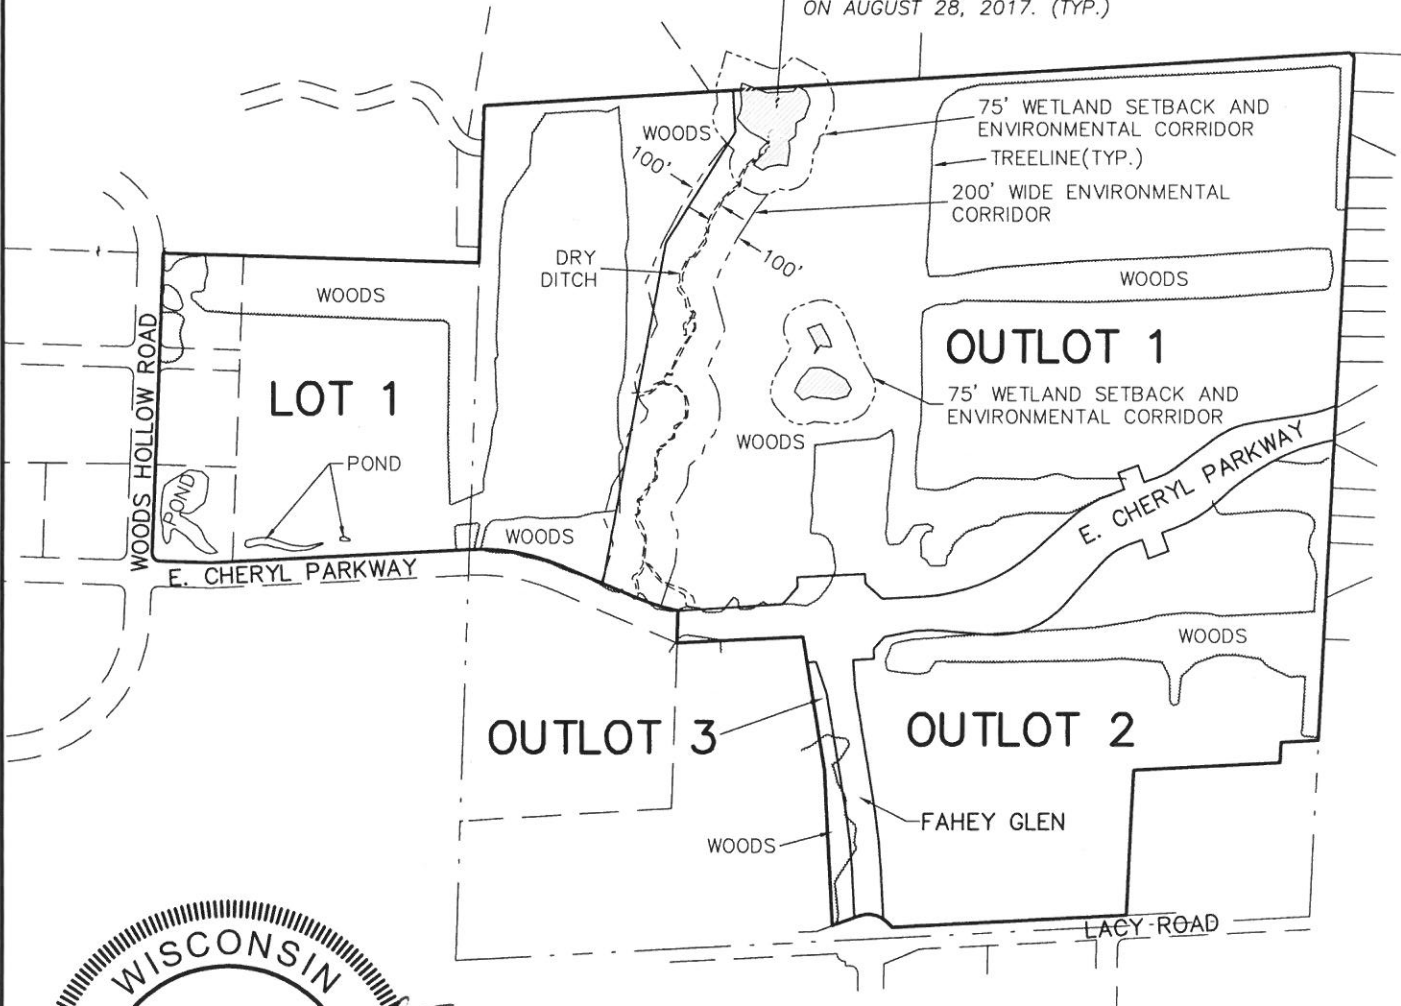 ON AUGUST 28, 2017. (TYP.)
75' WETLAND SETBACK AND
ENVIRONMENTAL CORRIDOR
WOODS
100'
TREELINE(TYP.)
200' WIDE ENVIRONMENTAL
CORRIDOR
DRY
DITCH
100'
WOODS
WOODS
WOODS HOLLOW ROAD
LOT 1
OUTLOT 1
75' WETLAND SETBACK AND
ENVIRONMENTAL CORRIDOR
WOODS
POND
POND
E. CHERYL PARKWAY
WOODS
E. CHERYL PARKWAY
WOODS
OUTLOT 3
OUTLOT 2
FAHEY GLEN
WOODS
LACY ROAD
WISCONSIN